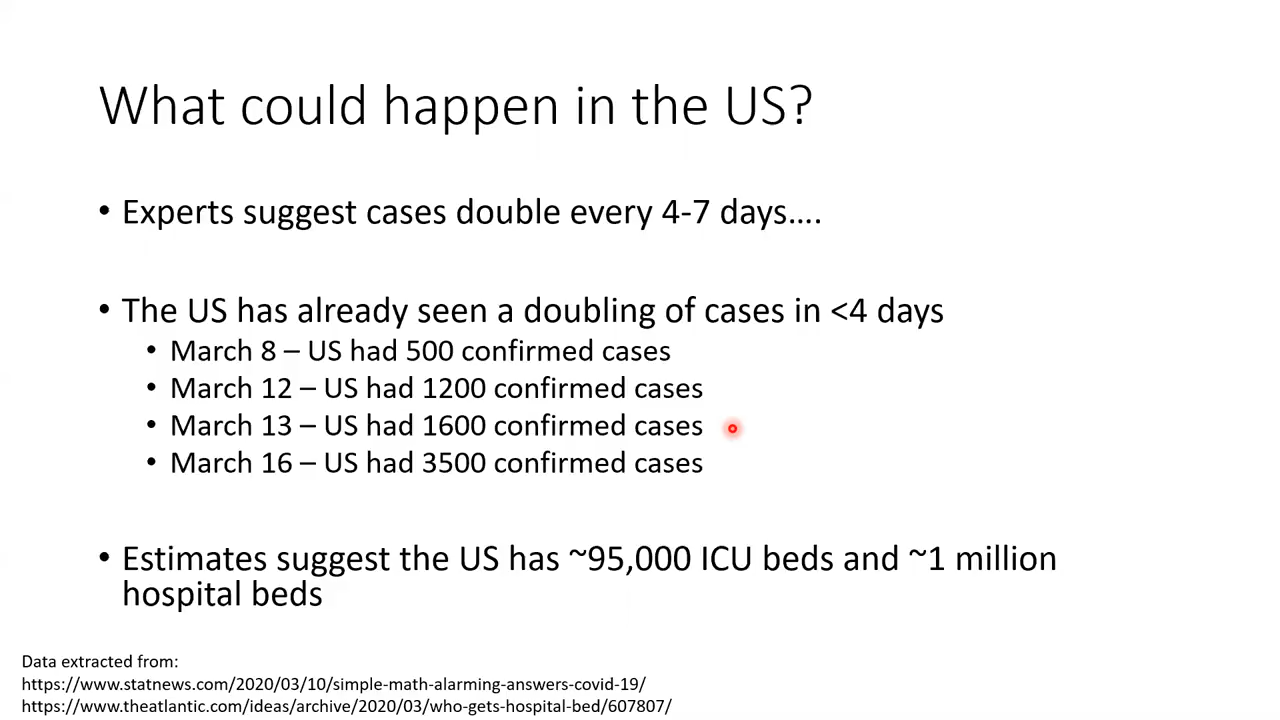 What could happen in the US?
• Experts suggest cases double every 4-7 days....
• The US has already seen a doubling of cases in <4 days
• March 8 – US had 500 confirmed cases
• March 12 – US had 1200 confirmed cases
• March 13 – US had 1600 confirmed cases
• March 16 – US had 3500 confirmed cases
• Estimates suggest the US has ~95,000 ICU beds and ~1 million
hospital beds
Data extracted from:
https://www.statnews.com/2020/03/10/simple-math-alarming-answers-covid-19/
https://www.theatlantic.com/ideas/archive/2020/03/who-gets-hospital-bed/607807/